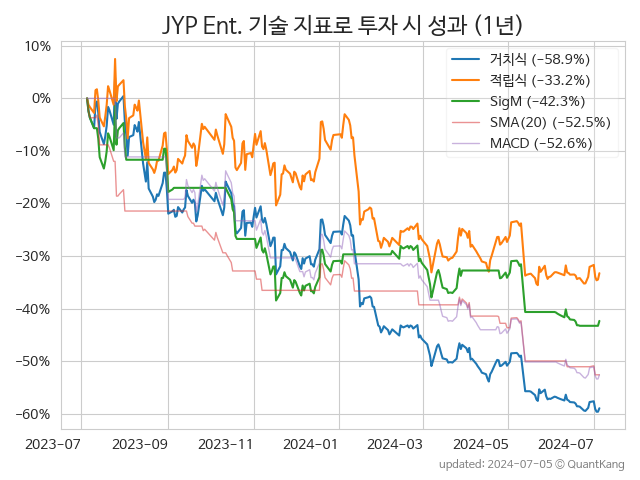 JYP Ent. 기술 지표로 투자 시 성과 (1년)
10%
0%
−10%
−20%
−30%
−40%
−50%
−60%
거치식 (−58.9%)
적립식 (−33.2%)
SigM (−42.3%)
SMA(20) (−52.5%)
MACD (−52.6%)
2023-07 2023-09 2023-11 2024-01 2024-03 2024-05 2024-07
updated: 2024-07-05 © QuantKang